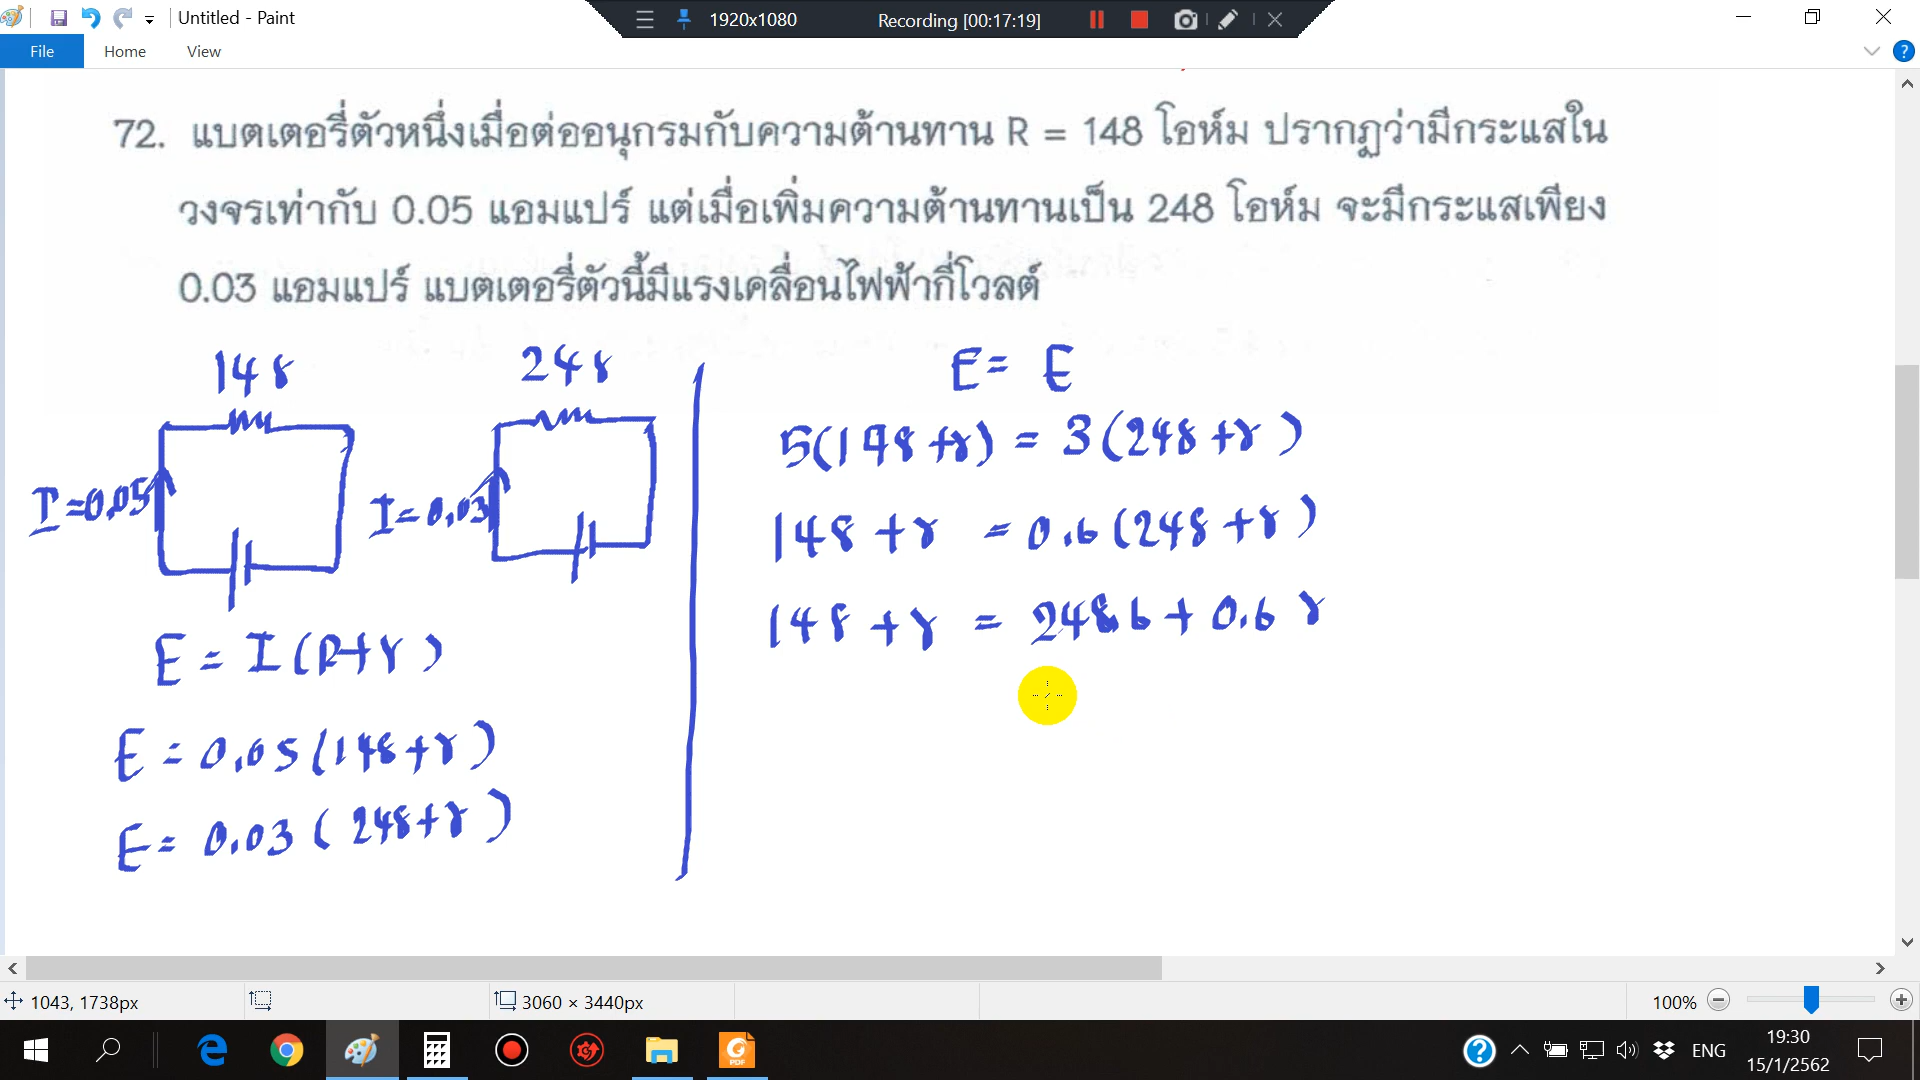 Untitled - Paint
1920x1080
Recording [00:17:19]
File
Home
View
72. แบตเตอรี่ตัวหนึ่งเมื่อต่ออนุกรมกับความต้านทาน R = 148 โอห์ม ปรากฏว่ามีกระแสใน
วงจรเท่ากับ 0.05 แอมแปร์ แต่เมื่อเพิ่มความต้านทานเป็น 248 โอห์ม จะมีกระแสเพียง
0.03 แอมแปร์ แบตเตอรี่ตัวนี้มีแรงเคลื่อนไฟฟ้ากี่โวลต์
148
I=0.05
248
I=0.03
E = I(R+r)
E = 0.05(148+r)
E = 0.03(248+r)
E = E
5(148+r) = 3(248+r)
148 + r = 0.6(248+r)
148 + r = + 0.6 r
1043, 1738px
3060 × 3440px
100%
PDF
ENG
19:30
15/1/2562